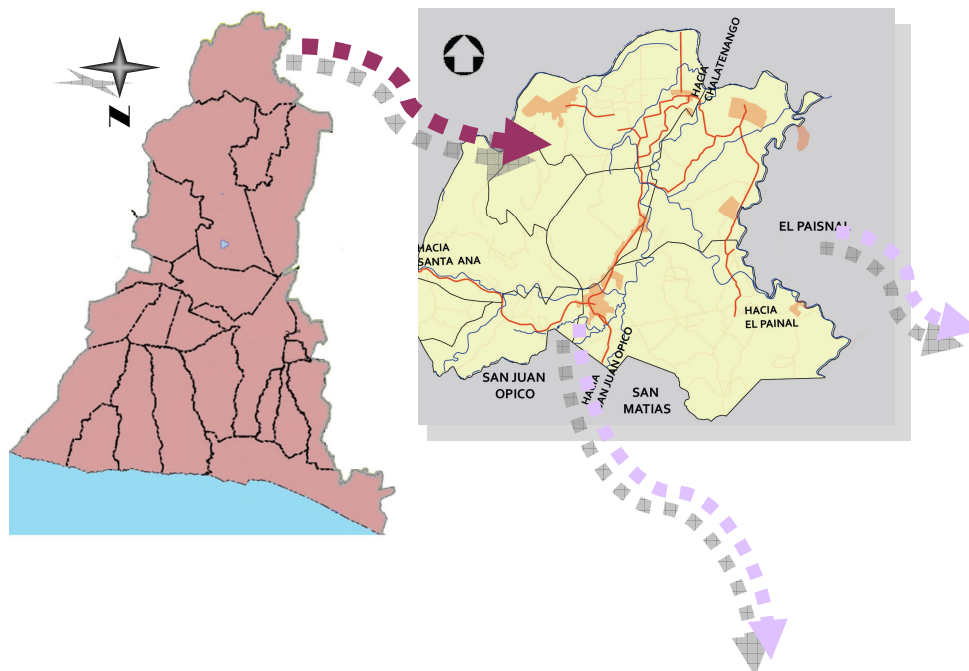 N
HACIA
CHALATENANGO
EL PAISNAL
HACIA
SANTA ANA
HACIA
EL PAINAL
SAN JUAN
OPICO
HACIA
SAN JUAN OPICO
SAN
MATIAS